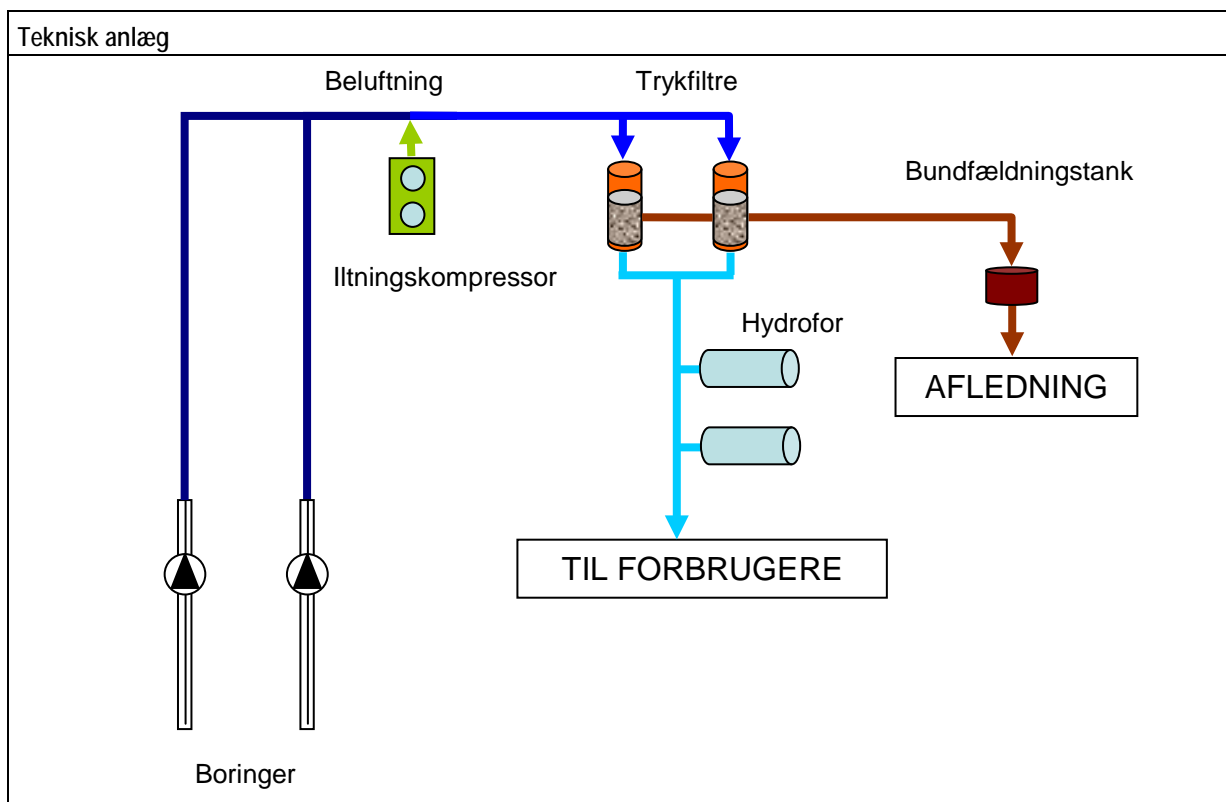 Teknisk anlæg
Beluftning
Trykfiltre
Bundfældningstank
Iltningskompressor
Hydrofor
AFLEDNING
TIL FORBRUGERE
Boringer